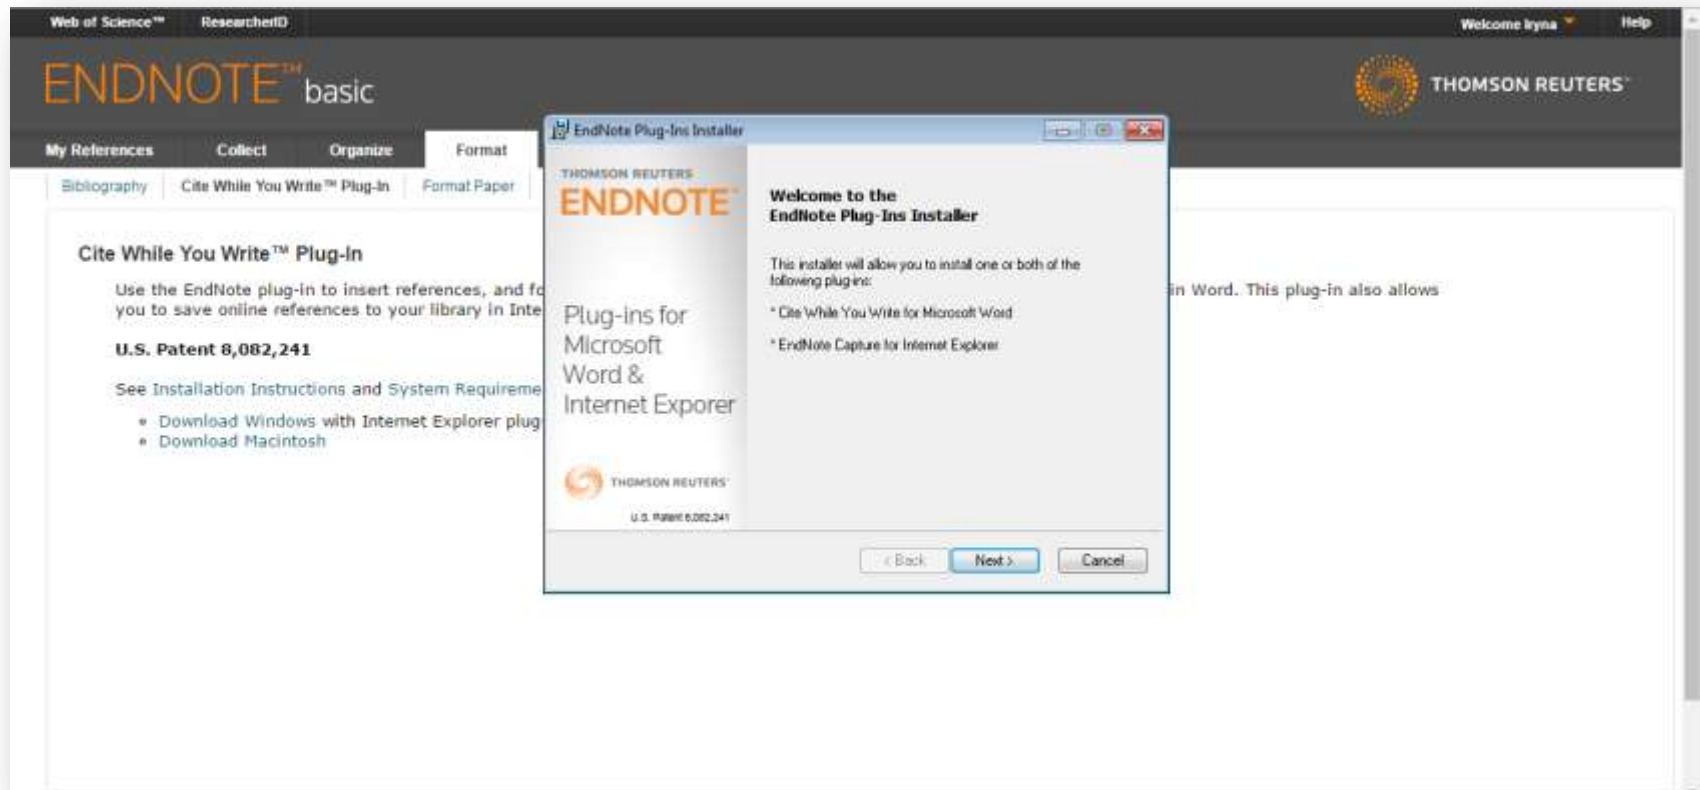 Web of Science™ ResearcherID Welcome Iryna Help
ENDNOTE™ basic
THOMSON REUTERS™
My References Collect Organize Format
Bibliography Cite While You Write™ Plug-In Format Paper
Cite While You Write™ Plug-In
Use the EndNote plug-in to insert references, and fo
in Word. This plug-in also allows
you to save online references to your library in Inte
U.S. Patent 8,082,241
See Installation Instructions and System Requireme
Download Windows with Internet Explorer plug
Download Macintosh
EndNote Plug-Ins Installer
THOMSON REUTERS
ENDNOTE™
Plug-ins for
Microsoft
Word &
Internet Exporer
THOMSON REUTERS™
U.S. Patent 8,082,241
Welcome to the
EndNote Plug-Ins Installer
This installer will allow you to install one or both of the
following plug-ins:
* Cite While You Write for Microsoft Word
* EndNote Capture for Internet Explorer
< Back Next > Cancel